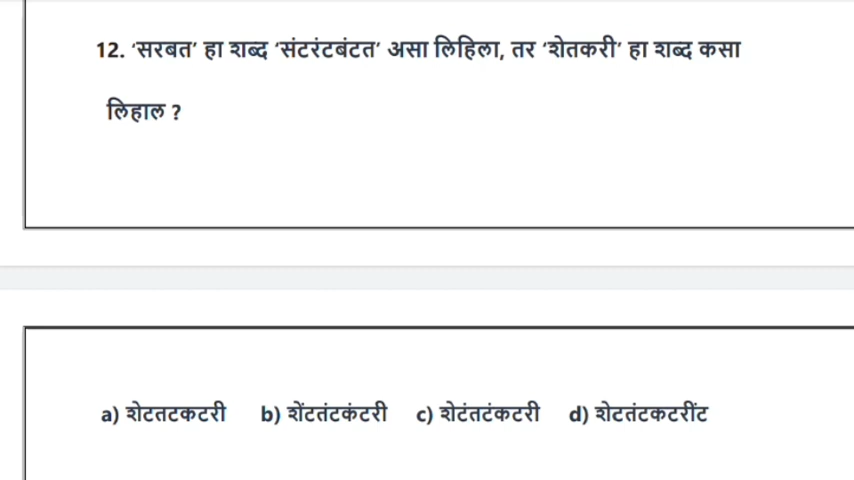 12. ‘सरबत’ हा शब्द ‘संटरंटबंटत’ असा लिहिला, तर ‘शेतकरी’ हा शब्द कसा
लिहाल ?
a) शेटतटकटरी b) शेंटतंटकंटरी c) शेटंतटंकटरी d) शेटतंटकटरींट